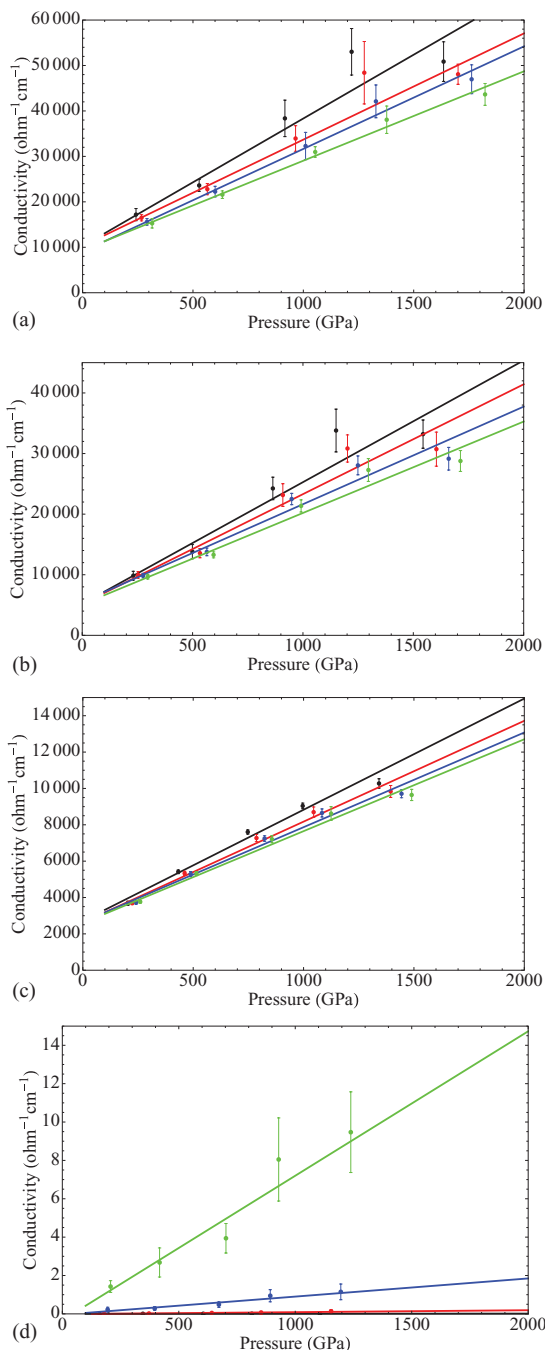 60 000
50 000
40 000
30 000
20 000
10 000
0
Conductivity (ohm⁻¹cm⁻¹)
0 500 1000 1500 2000
Pressure (GPa)
(a)
40 000
30 000
20 000
10 000
0
Conductivity (ohm⁻¹cm⁻¹)
0 500 1000 1500 2000
Pressure (GPa)
(b)
14 000
12 000
10 000
8000
6000
4000
2000
0
Conductivity (ohm⁻¹cm⁻¹)
0 500 1000 1500 2000
Pressure (GPa)
(c)
14
12
10
8
6
4
2
0
Conductivity (ohm⁻¹cm⁻¹)
0 500 1000 1500 2000
Pressure (GPa)
(d)